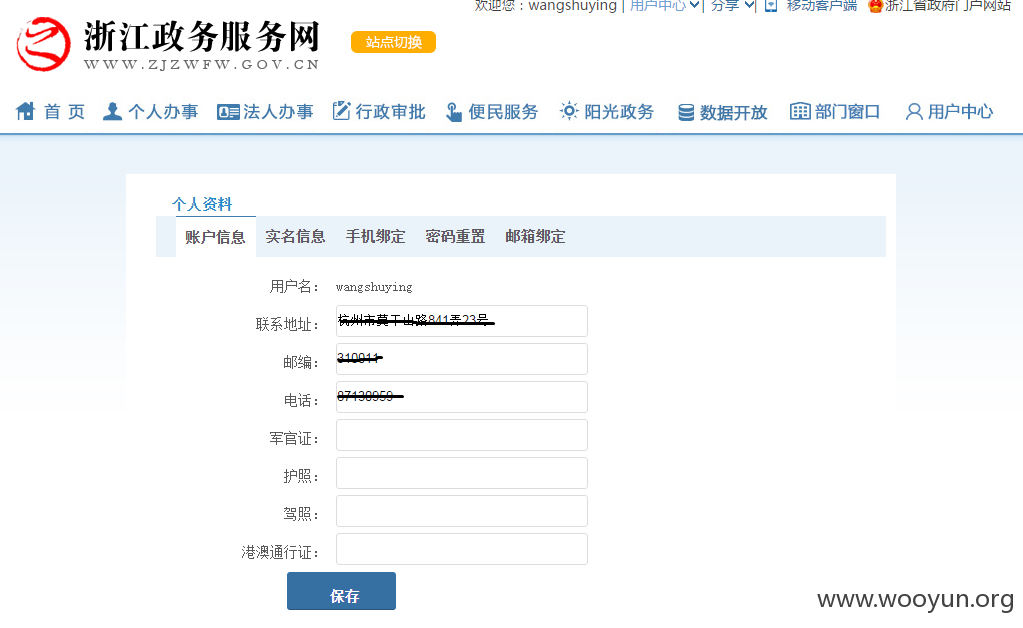 欢迎您：wangshuying | 用户中心 | 分享 | 移动客户端 浙江省政府门户网站
浙江政务服务网
WWW.ZJZWFW.GOV.CN
站点切换
首 页 个人办事 法人办事 行政审批 便民服务 阳光政务 数据开放 部门窗口 用户中心
个人资料
账户信息 实名信息 手机绑定 密码重置 邮箱绑定
用户名： wangshuying
联系地址：
邮编：
电话：
军官证：
护照：
驾照：
港澳通行证：
保存
www.wooyun.org